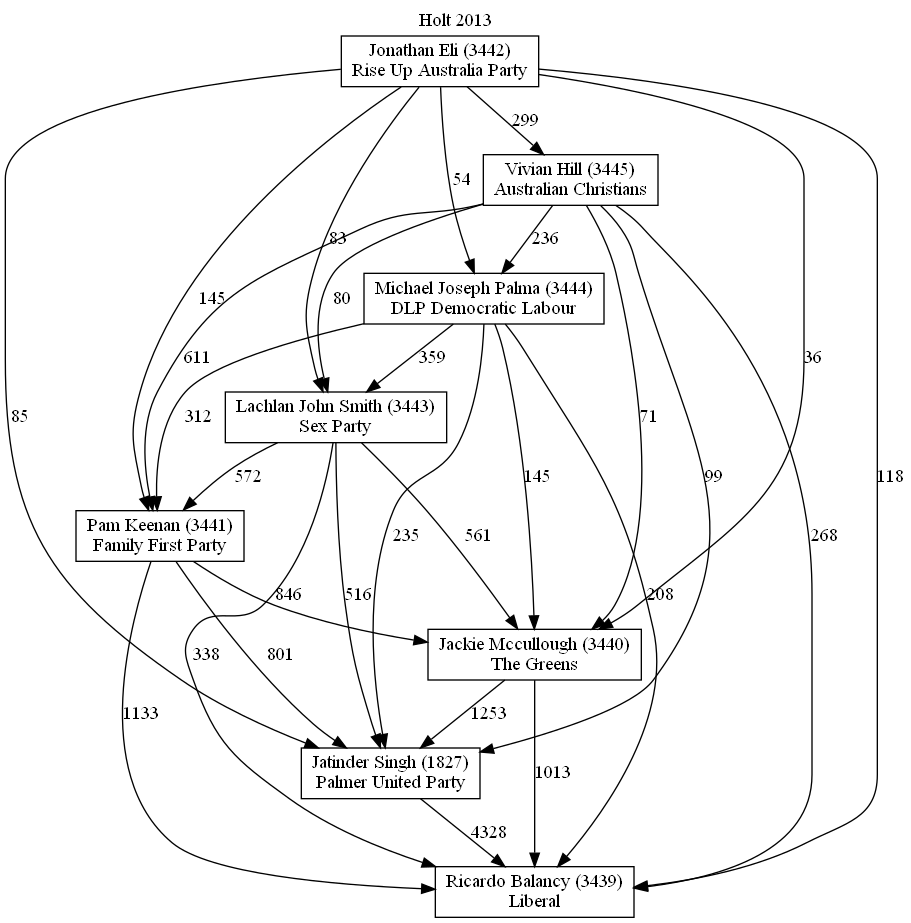 Holt 2013
Jonathan Eli (3442)
Rise Up Australia Party
299
Vivian Hill (3445)
Australian Christians
54
83
236
Michael Joseph Palma (3444)
DLP Democratic Labour
145
80
611
359
36
Lachlan John Smith (3443)
Sex Party
85
312
71
572
145
99
118
Pam Keenan (3441)
Family First Party
235
561
268
846
516
208
Jackie Mccullough (3440)
The Greens
338
801
1133
1253
Jatinder Singh (1827)
Palmer United Party
1013
4328
Ricardo Balancy (3439)
Liberal